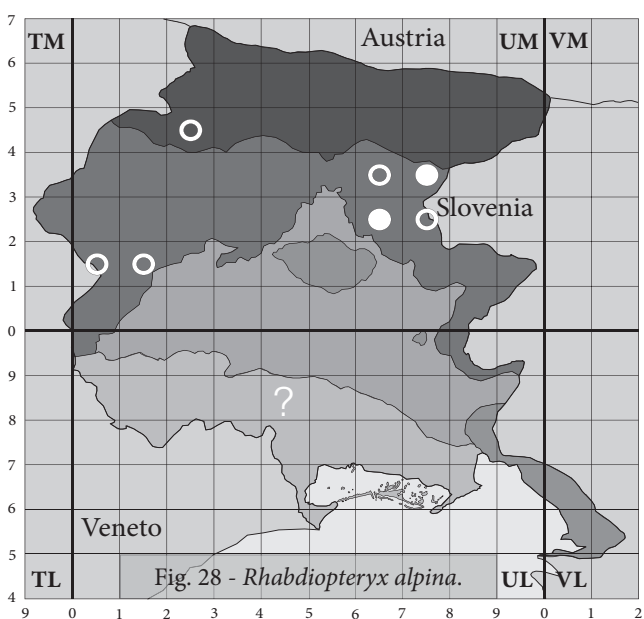 7
TM
Austria
UM
VM
6
5
4
3
Slovenia
2
1
0
9
?
8
7
6
Veneto
5
TL
Fig. 28 - Rhabdiopteryx alpina.
UL
VL
4
9 0 1 2 3 4 5 6 7 8 9 0 1 2